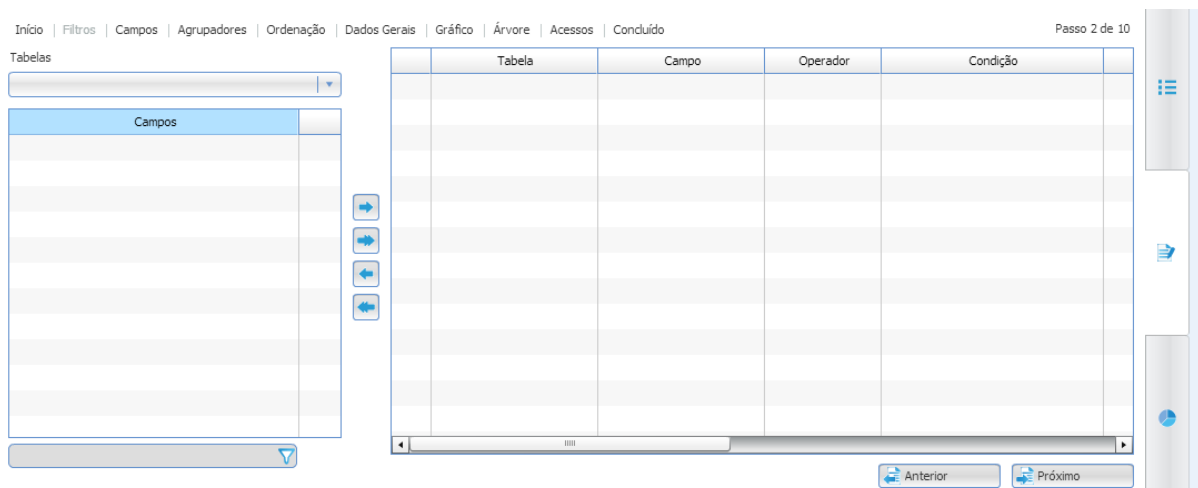 Início | Filtros | Campos | Agrupadores | Ordenação | Dados Gerais | Gráfico | Árvore | Acessos | Concluído Passo 2 de 10
Tabelas
Tabela Campo Operador Condição
Campos
Anterior Próximo